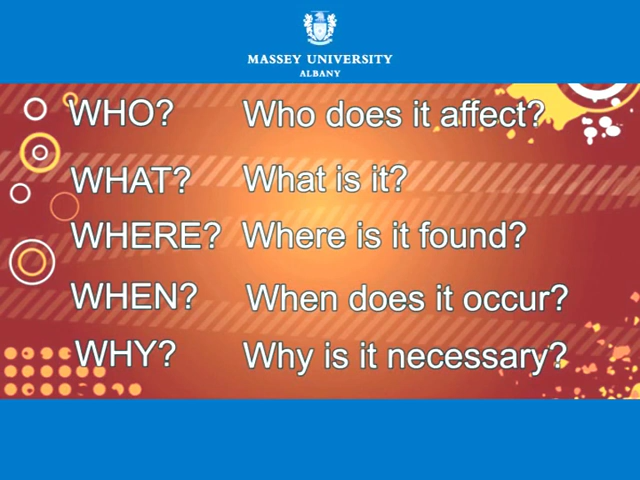 MASSEY UNIVERSITY
ALBANY
WHO? Who does it affect?
WHAT? What is it?
WHERE? Where is it found?
WHEN? When does it occur?
WHY? Why is it necessary?